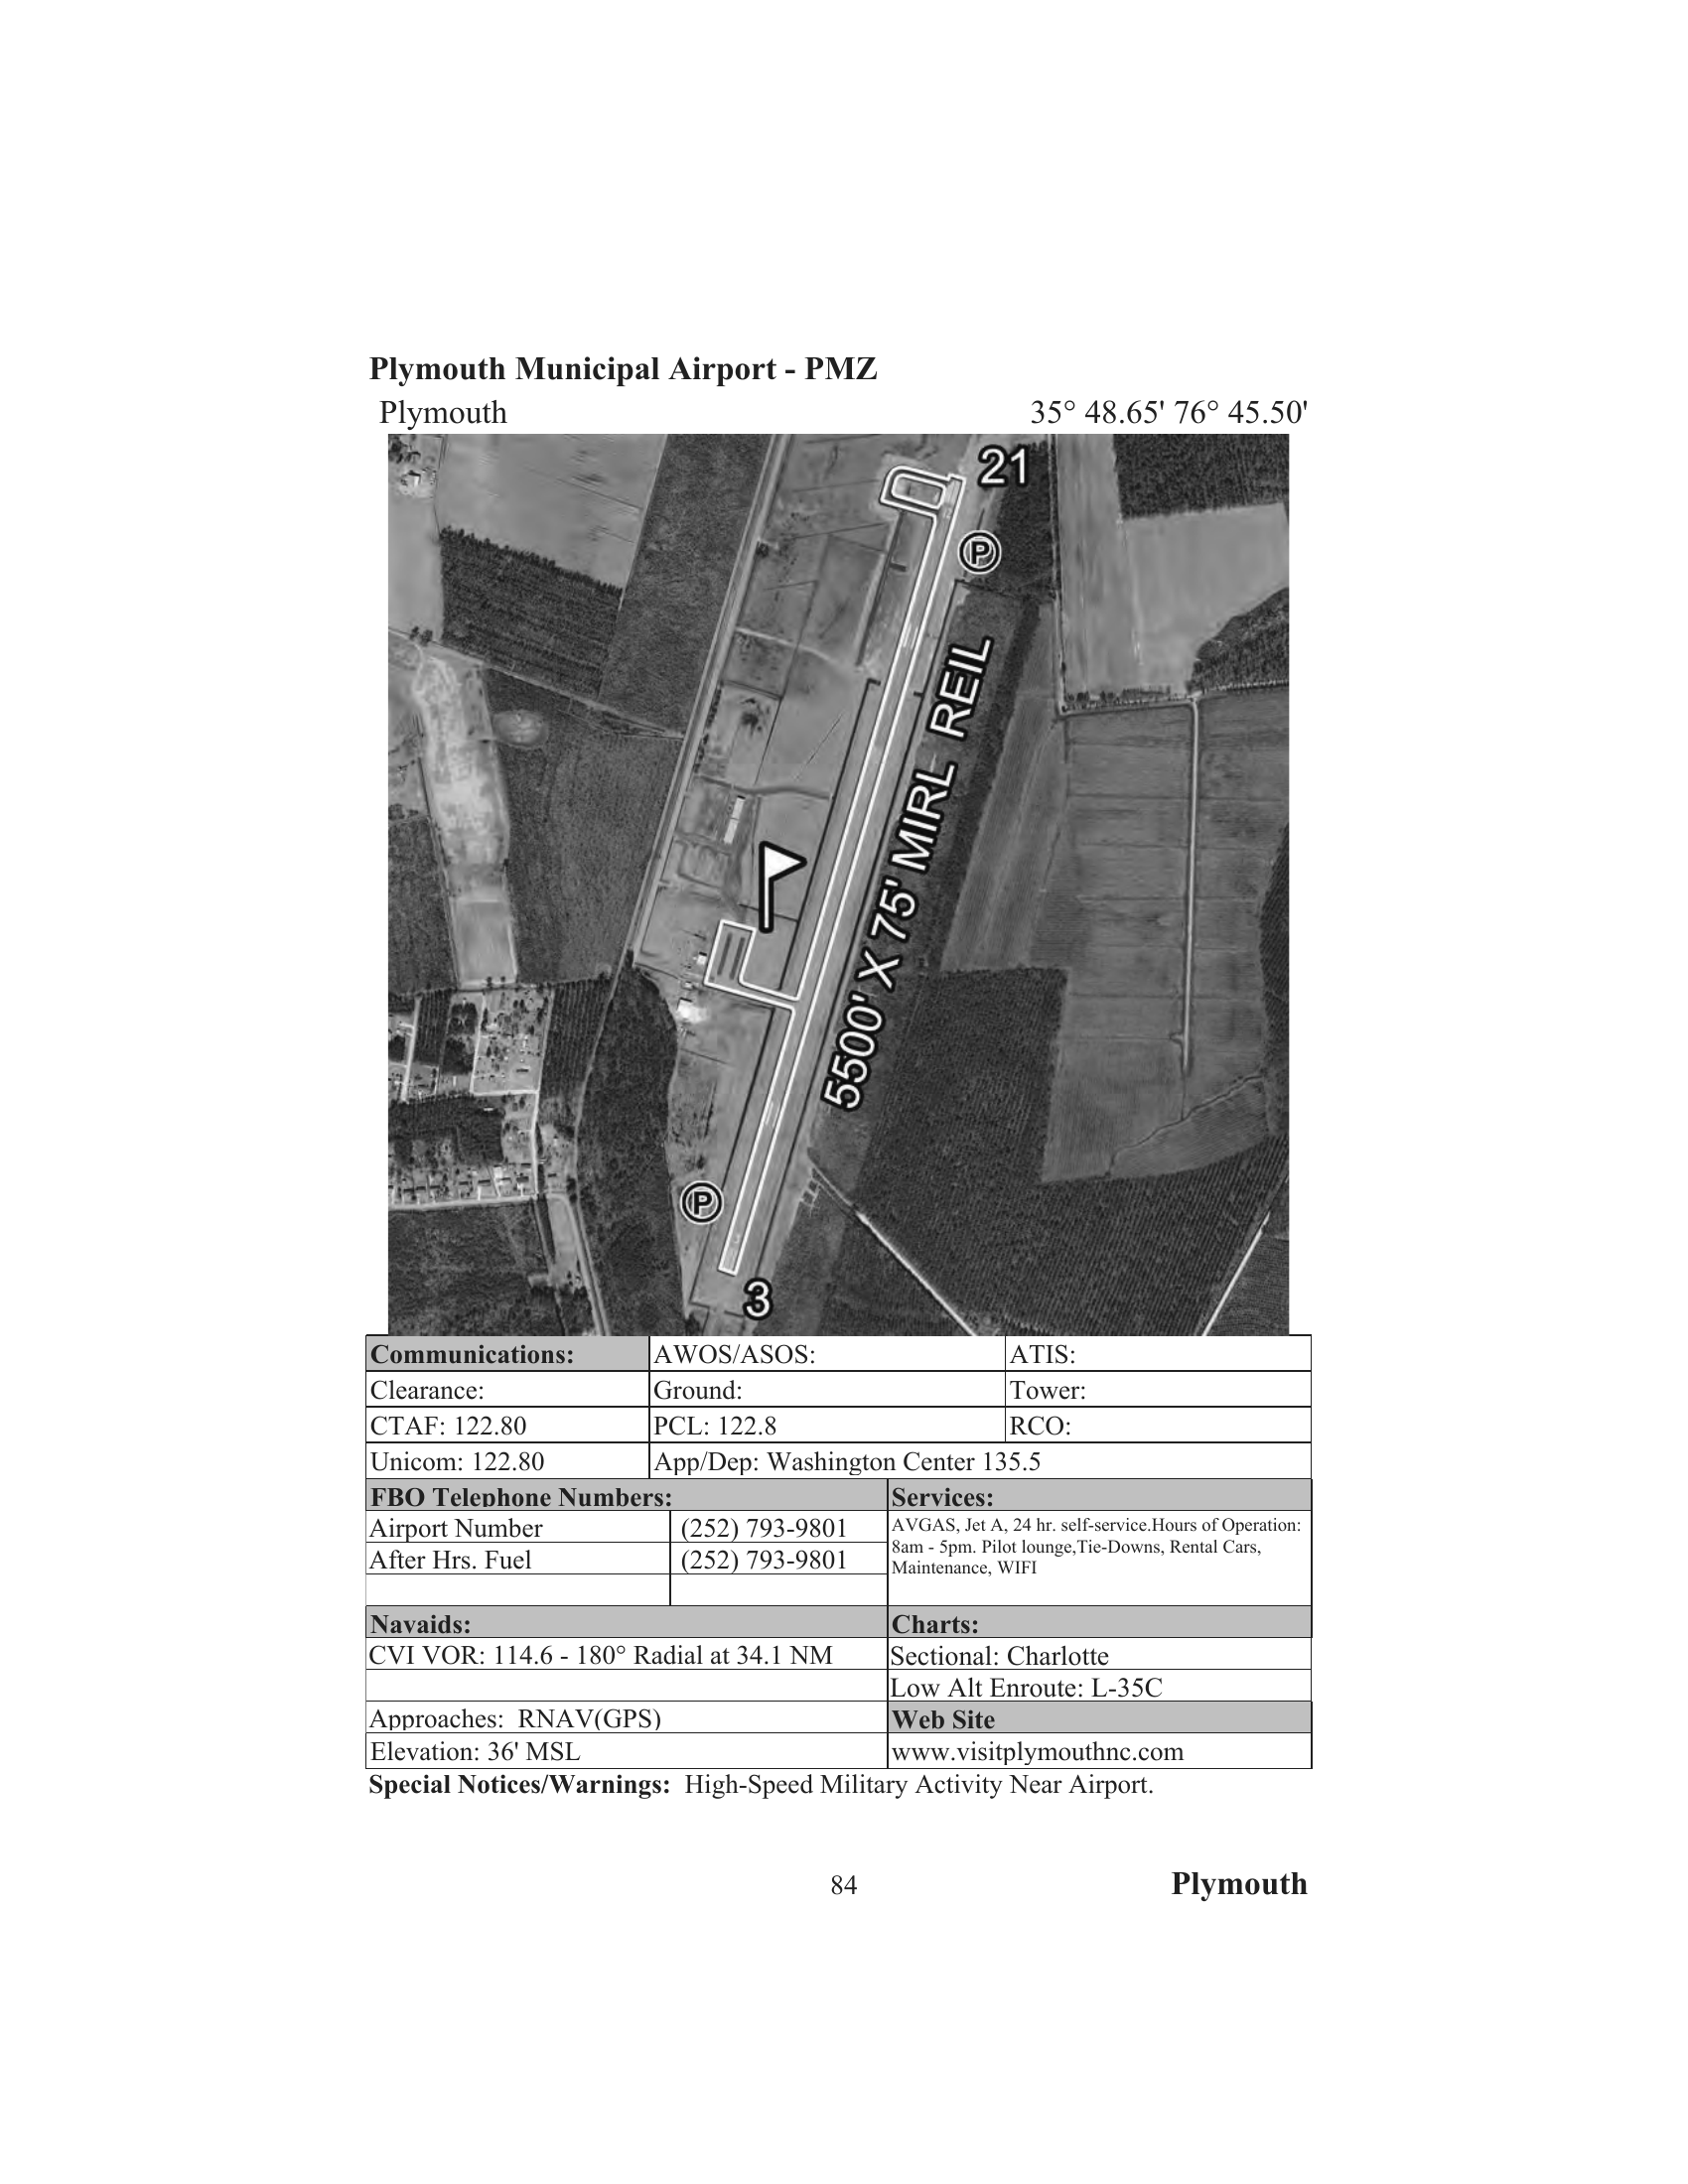 Plymouth Municipal Airport - PMZ
Plymouth 35° 48.65' 76° 45.50'
21
P
5500' X 75' MIRL REIL
P
3
Communications: AWOS/ASOS: ATIS:
Clearance: Ground: Tower:
CTAF: 122.80 PCL: 122.8 RCO:
Unicom: 122.80 App/Dep: Washington Center 135.5
FBO Telephone Numbers: Services:
Airport Number (252) 793-9801
After Hrs. Fuel (252) 793-9801
AVGAS, Jet A, 24 hr. self-service.Hours of Operation:
8am - 5pm. Pilot lounge,Tie-Downs, Rental Cars,
Maintenance, WIFI
Navaids: Charts:
CVI VOR: 114.6 - 180° Radial at 34.1 NM Sectional: Charlotte
Low Alt Enroute: L-35C
Approaches: RNAV(GPS) Web Site
Elevation: 36' MSL www.visitplymouthnc.com
Special Notices/Warnings: High-Speed Military Activity Near Airport.
84 Plymouth